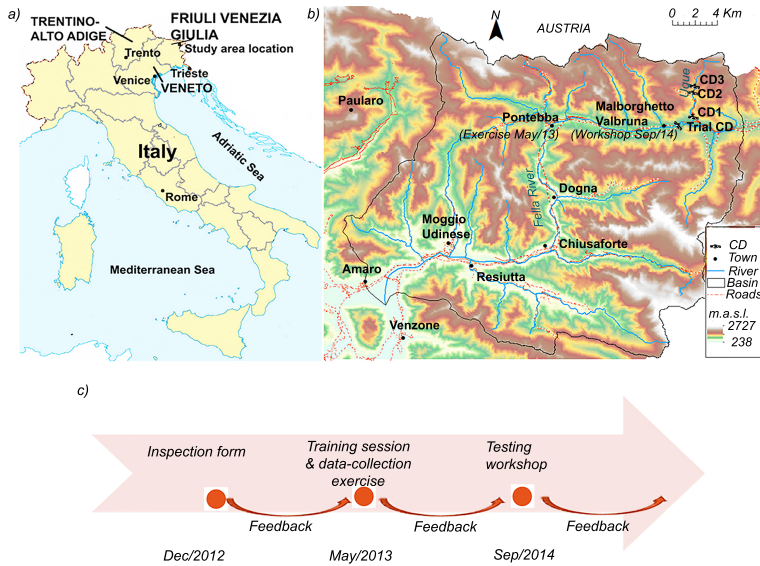 a)
TRENTINO-
ALTO ADIGE
FRIULI VENEZIA
GIULIA
Study area location
Trento
Trieste
Venice
VENETO
Adriatic Sea
Italy
Rome
Mediterranean Sea
b)
N
AUSTRIA
0 2 4 Km
Paularo
Pontebba
(Exercise May/13)
Malborghetto
Valbruna
(Workshop Sep/14)
Uque
CD3
CD2
CD1
Trial CD
Fella River
Dogna
Moggio
Udinese
Chiusaforte
Amaro
Resiutta
Venzone
CD
Town
River
Basin
Roads
m.a.s.l.
2727
238
c)
Inspection form
Training session
& data-collection
exercise
Testing
workshop
Feedback
Feedback
Feedback
Dec/2012
May/2013
Sep/2014